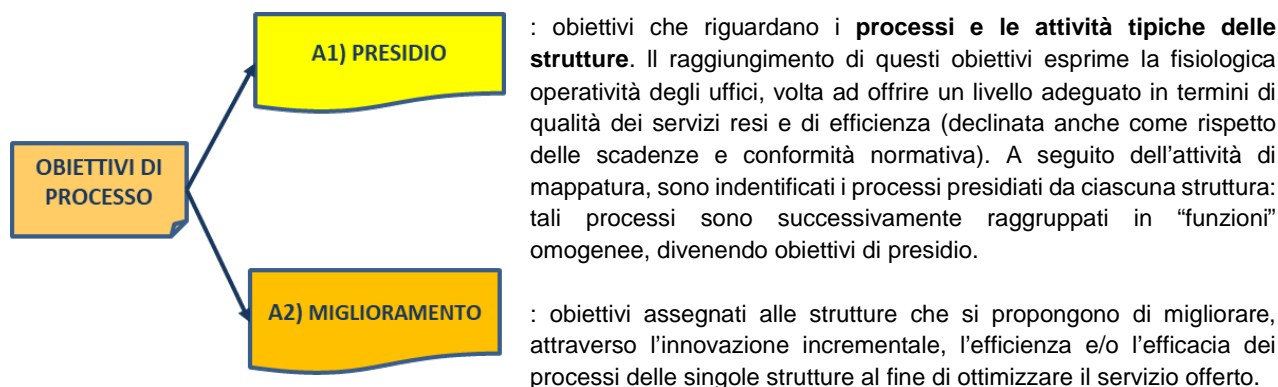 A1) PRESIDIO
: obiettivi che riguardano i processi e le attività tipiche delle
strutture. Il raggiungimento di questi obiettivi esprime la fisiologica
operatività degli uffici, volta ad offrire un livello adeguato in termini di
qualità dei servizi resi e di efficienza (declinata anche come rispetto
delle scadenze e conformità normativa). A seguito dell’attività di
mappatura, sono indentificati i processi presidiati da ciascuna struttura:
tali processi sono successivamente raggruppati in “funzioni”
omogenee, divenendo obiettivi di presidio.
OBIETTIVI DI
PROCESSO
A2) MIGLIORAMENTO
: obiettivi assegnati alle strutture che si propongono di migliorare,
attraverso l’innovazione incrementale, l’efficienza e/o l’efficacia dei
processi delle singole strutture al fine di ottimizzare il servizio offerto.